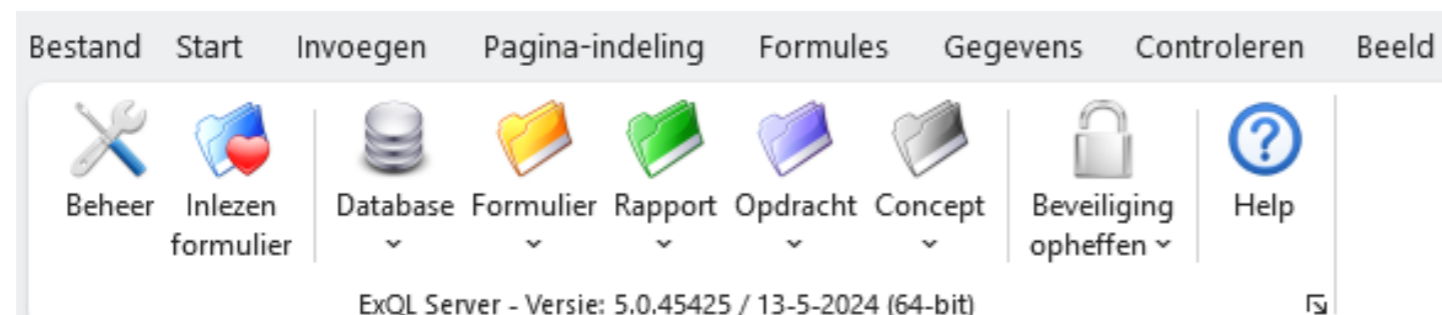 Bestand Start Invoegen Pagina-indeling Formules Gegevens Controleren Beeld
Beheer Inlezen Database Formulier Rapport Opdracht Concept Beveiliging Help
formulier opheffen
ExQL Server - Versie: 5.0.45425 / 13-5-2024 (64-bit)